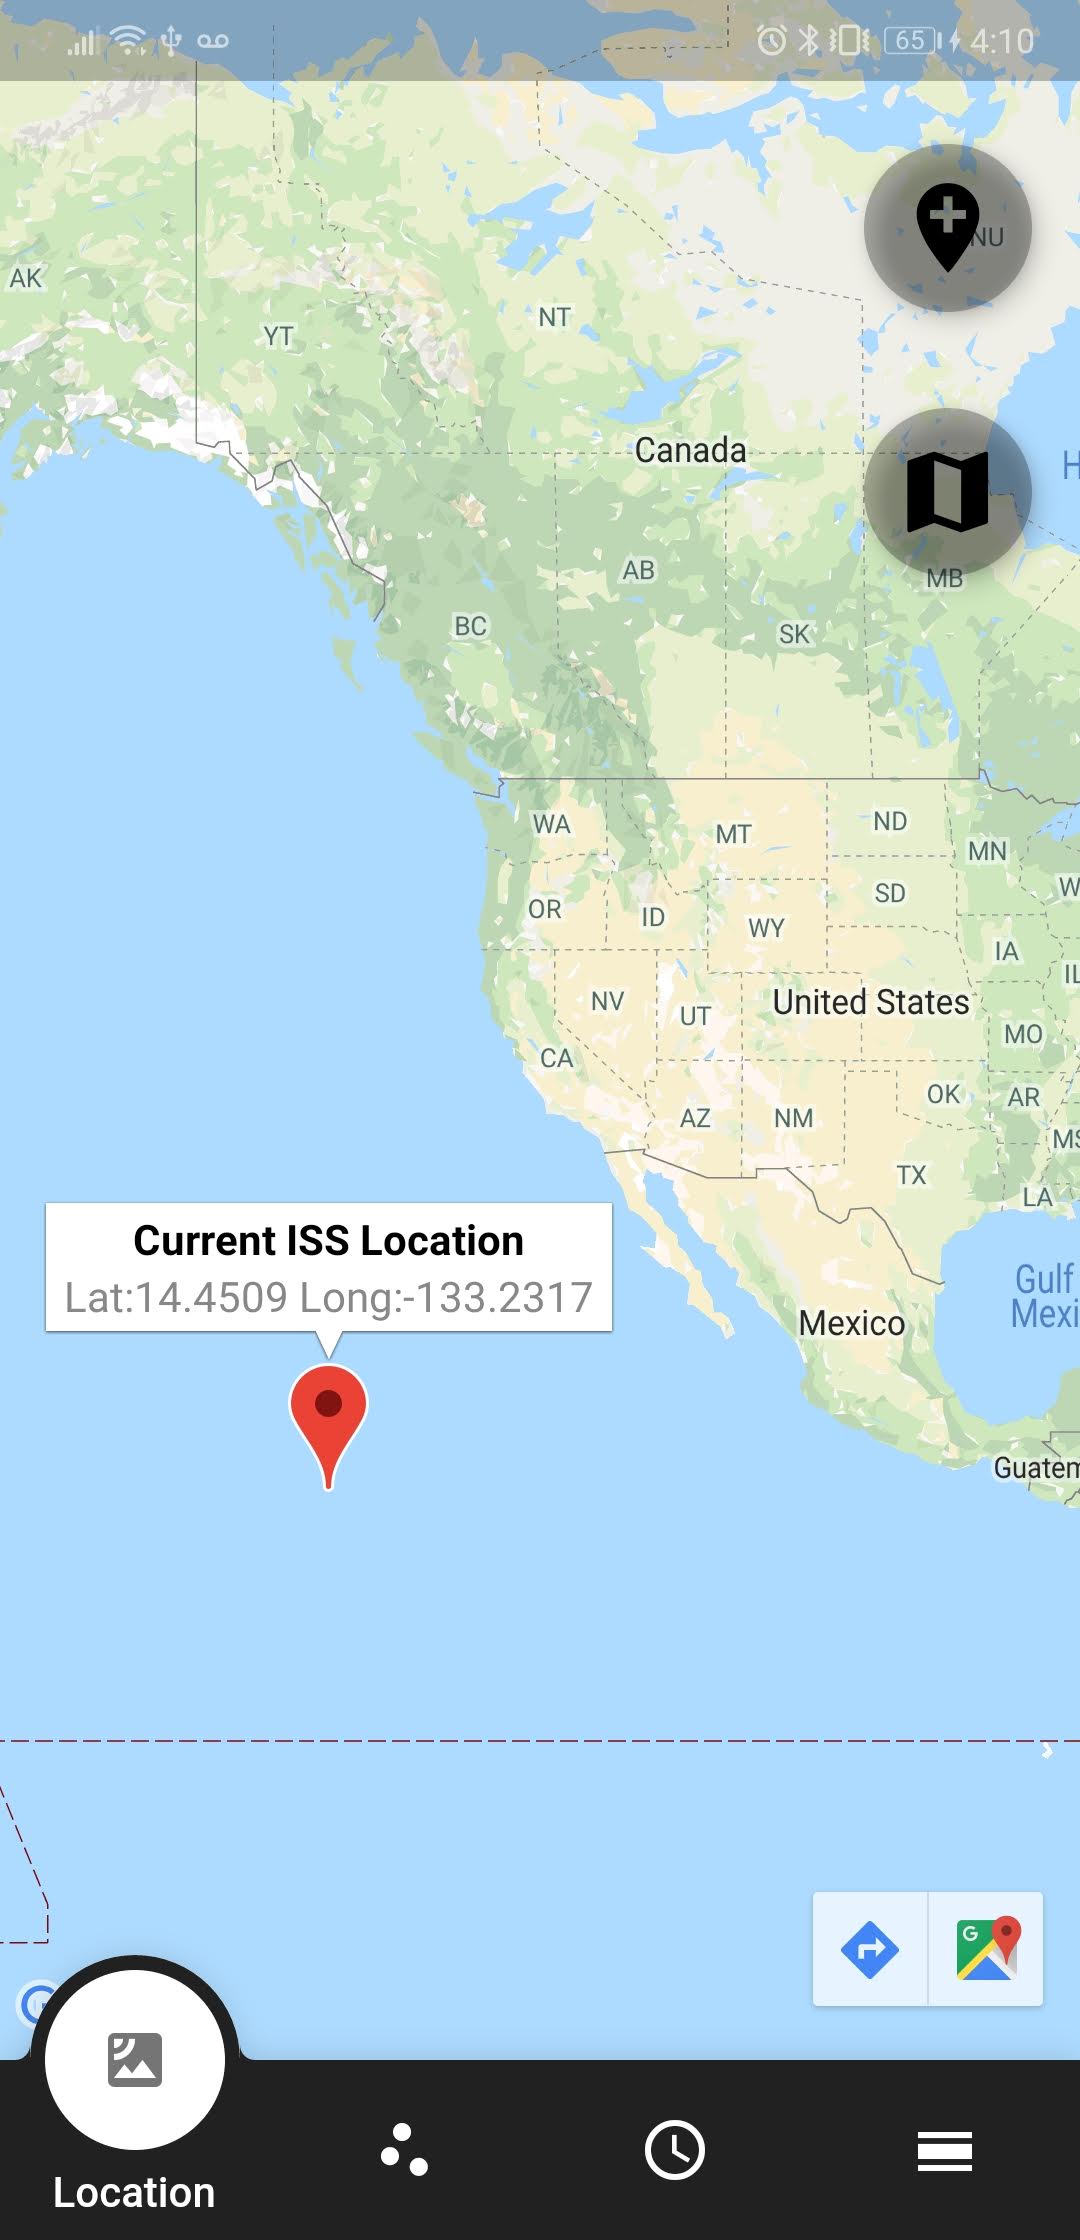 65 4:10
NU
AK
NT
YT
Canada
H
AB
MB
BC
SK
WA
MT
ND
MN
OR
ID
SD
W
WY
IA
NV
UT
United States
IL
CA
MO
AZ
NM
OK
AR
MS
TX
LA
Current ISS Location
Lat:14.4509 Long:-133.2317
Gulf
Mexi
Mexico
Guatem
G
Location